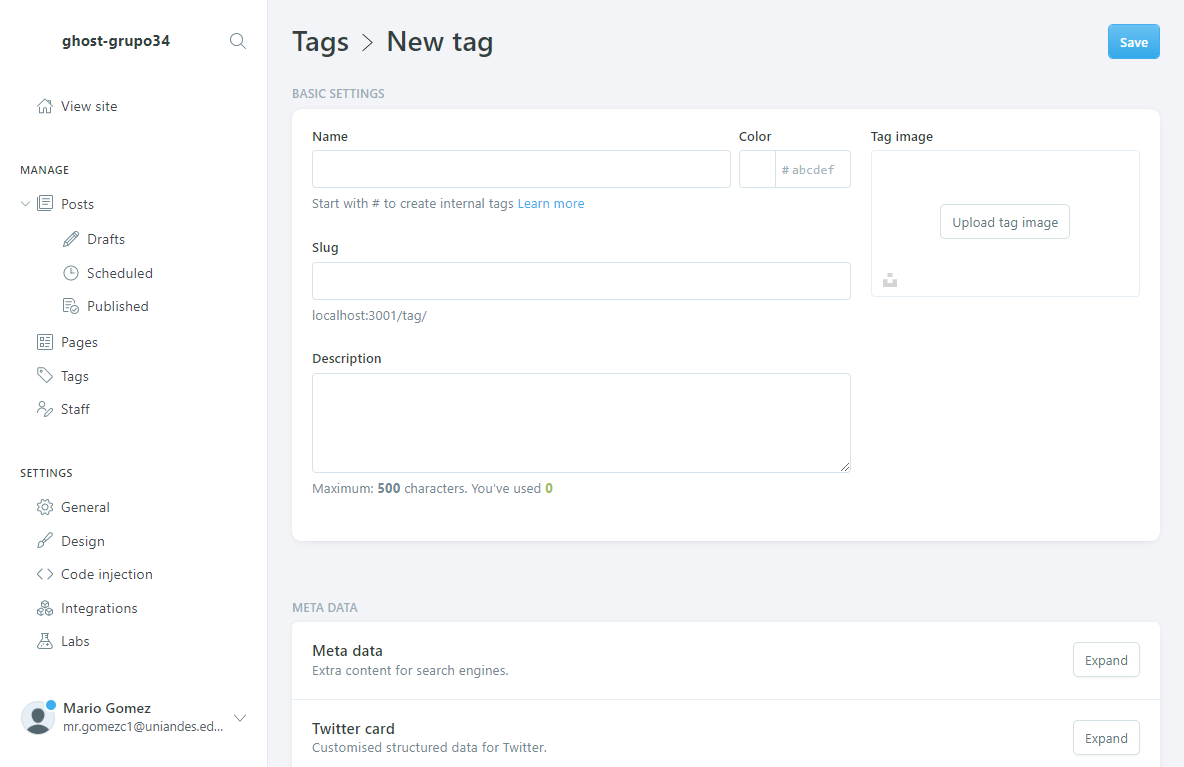 ghost-grupo34
View site
MANAGE
Posts
Drafts
Scheduled
Published
Pages
Tags
Staff
SETTINGS
General
Design
Code injection
Integrations
Labs
Mario Gomez
mr.gomezc1@uniandes.ed...
Tags > New tag
Save
BASIC SETTINGS
Name
Color
# abcdef
Start with # to create internal tags Learn more
Slug
localhost:3001/tag/
Description
Maximum: 500 characters. You've used 0
Tag image
Upload tag image
META DATA
Meta data
Extra content for search engines.
Expand
Twitter card
Customised structured data for Twitter.
Expand